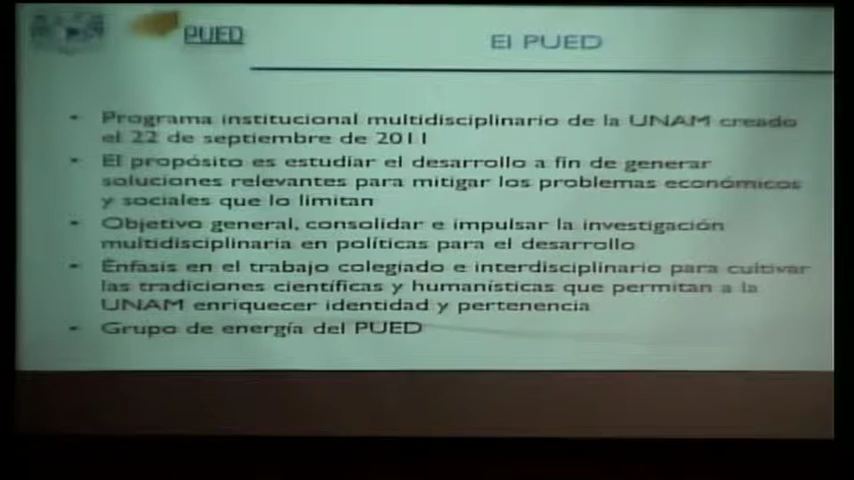 PUED
El PUED
• Programa institucional multidisciplinario de la UNAM creado
el 22 de septiembre de 2011
• El propósito es estudiar el desarrollo a fin de generar
soluciones relevantes para mitigar los problemas económicos
y sociales que lo limitan
• Objetivo general, consolidar e impulsar la investigación
multidisciplinaria en políticas para el desarrollo
• Énfasis en el trabajo colegiado e interdisciplinario para cultivar
las tradiciones científicas y humanísticas que permitan a la
UNAM enriquecer identidad y pertenencia
• Grupo de energía del PUED